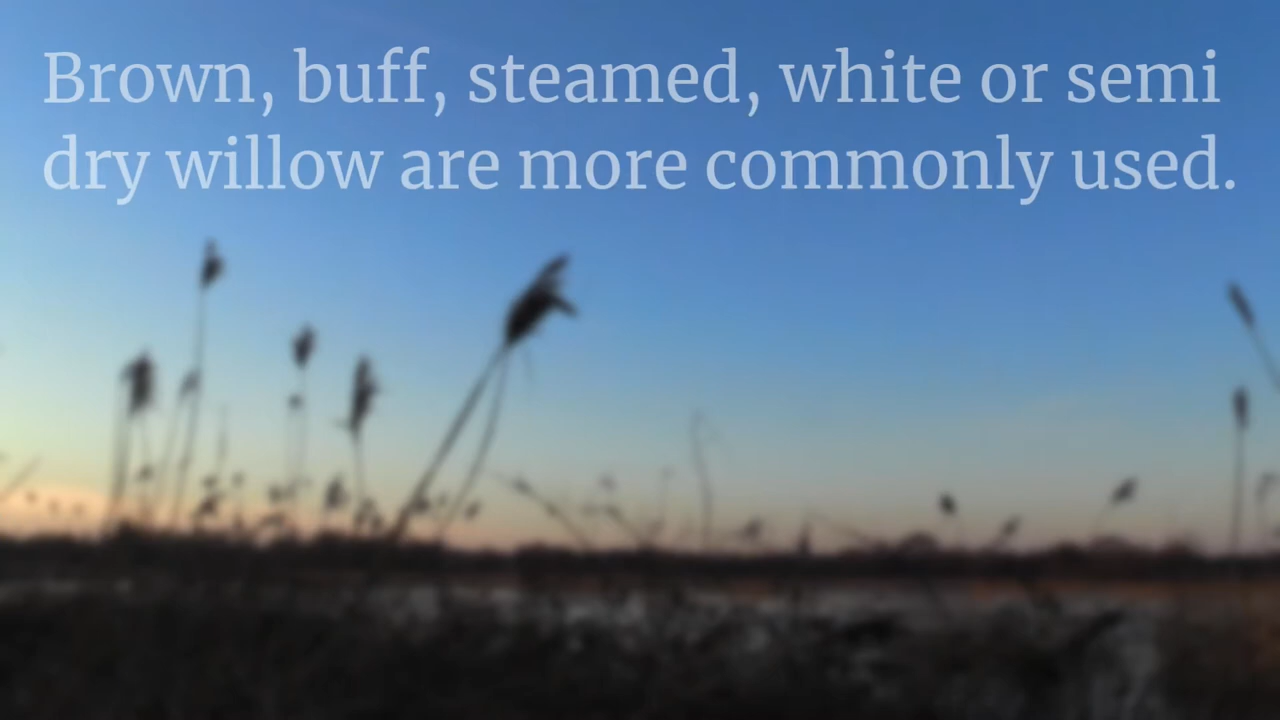 Brown, buff, steamed, white or semi
dry willow are more commonly used.